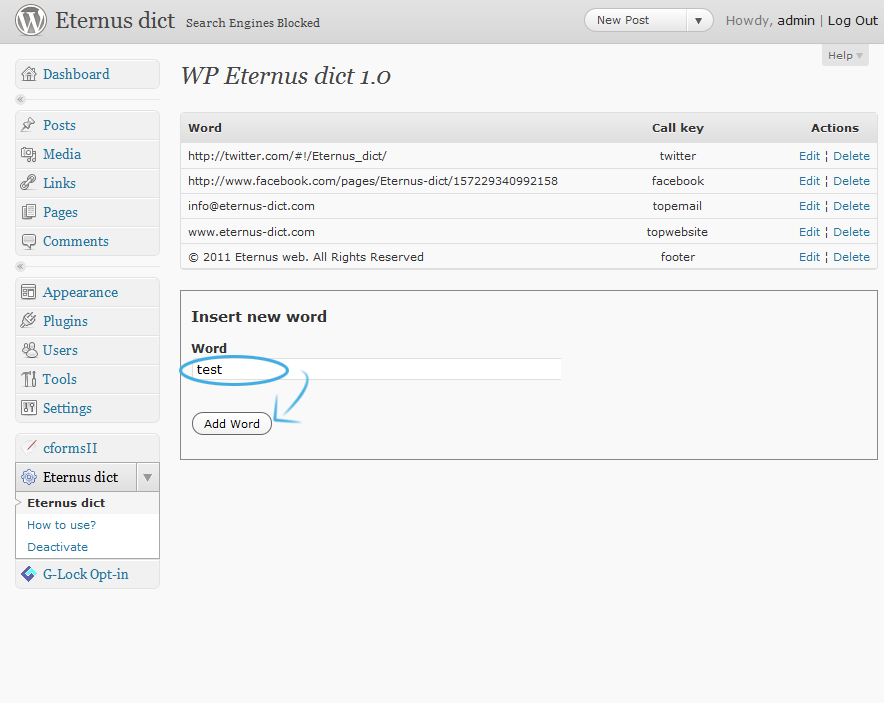 Eternus dict Search Engines Blocked New Post Howdy, admin | Log Out
Help
WP Eternus dict 1.0
Dashboard
Posts
Media
Links
Pages
Comments
Appearance
Plugins
Users
Tools
Settings
cformsII
Eternus dict
Eternus dict
How to use?
Deactivate
G-Lock Opt-in
Word Call key Actions
http://twitter.com/#!/Eternus_dict/ twitter Edit ¦ Delete
http://www.facebook.com/pages/Eternus-dict/157229340992158 facebook Edit ¦ Delete
info@eternus-dict.com topemail Edit ¦ Delete
www.eternus-dict.com topwebsite Edit ¦ Delete
© 2011 Eternus web. All Rights Reserved footer Edit ¦ Delete
Insert new word
Word
test
Add Word